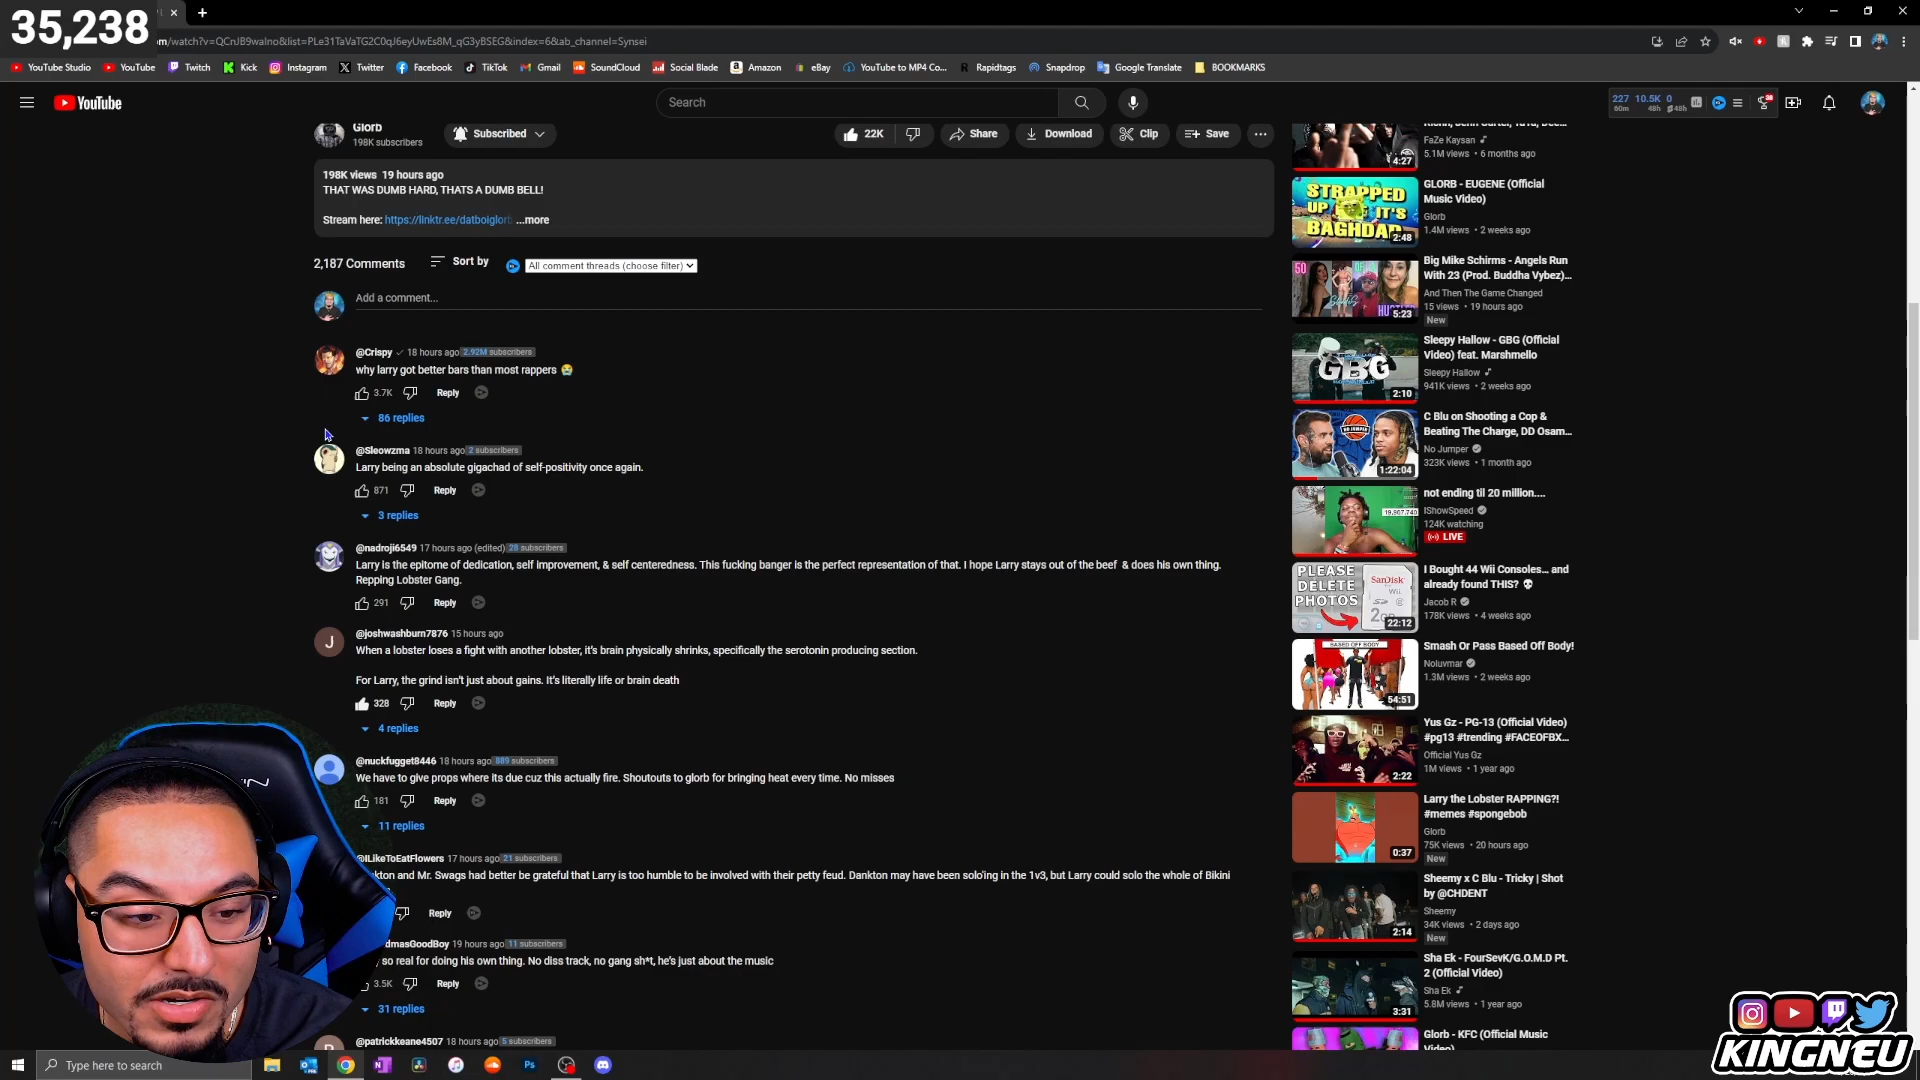 35,238
m/watch?v=QCnJB9waIno&list=PLe31TaVaTG2C0qJ6eyUwEs8M_qG3yBSEG&index=6&ab_channel=Synsei
YouTube Studio YouTube Twitch Kick Instagram Twitter Facebook TikTok Gmail SoundCloud Social Blade Amazon eBay YouTube to MP4 Co... Rapidtags Snapdrop Google Translate BOOKMARKS
YouTube
Search
227 10.5K 0
60m 48h 48h
Glorb
198K subscribers
Subscribed
22K
Share
Download
Clip
Save
198K views 19 hours ago
THAT WAS DUMB HARD, THATS A DUMB BELL!
Stream here: https://linktr.ee/datboiglorb ...more
2,187 Comments
Sort by
All comment threads (choose filter)
Add a comment...
@Crispy 18 hours ago 2.92M subscribers
why larry got better bars than most rappers 😭
3.7K Reply
86 replies
@Sleowzma 18 hours ago 2 subscribers
Larry being an absolute gigachad of self-positivity once again.
871 Reply
3 replies
@nadroji6549 17 hours ago (edited) 28 subscribers
Larry is the epitome of dedication, self improvement, & self centeredness. This fucking banger is the perfect representation of that. I hope Larry stays out of the beef & does his own thing.
Repping Lobster Gang.
291 Reply
@joshwashburn7876 15 hours ago
J
When a lobster loses a fight with another lobster, it's brain physically shrinks, specifically the serotonin producing section.
For Larry, the grind isn't just about gains. It's literally life or brain death
328 Reply
4 replies
@nuckfugget8446 18 hours ago 889 subscribers
We have to give props where its due cuz this actually fire. Shoutouts to glorb for bringing heat every time. No misses
181 Reply
11 replies
@ILikeToEatFlowers 17 hours ago 21 subscribers
nkton and Mr. Swags had better be grateful that Larry is too humble to be involved with their petty feud. Dankton may have been solo'ing in the 1v3, but Larry could solo the whole of Bikini
Reply
dmasGoodBoy 19 hours ago 11 subscribers
so real for doing his own thing. No diss track, no gang sh*t, he's just about the music
3.5K Reply
31 replies
@patrickkeane4507 18 hours ago 5 subscribers
FaZe Kaysan
5.1M views • 6 months ago
4:27
STRAPPED UP IT'S BAGHDAD
2:48
GLORB - EUGENE (Official
Music Video)
Glorb
1.4M views • 2 weeks ago
5:23
Big Mike Schirms - Angels Run
With 23 (Prod. Buddha Vybez)...
And Then The Game Changed
15 views • 19 hours ago
New
GBG
2:10
Sleepy Hallow - GBG (Official
Video) feat. Marshmello
Sleepy Hallow
941K views • 2 weeks ago
1:22:04
C Blu on Shooting a Cop &
Beating The Charge, DD Osam...
No Jumper
323K views • 1 month ago
not ending til 20 million....
IShowSpeed
124K watching
LIVE
PLEASE DELETE PHOTOS
SanDisk
Wii
22:12
I Bought 44 Wii Consoles... and
already found THIS? 💀
Jacob R
178K views • 4 weeks ago
BASED OFF BODY
54:51
Smash Or Pass Based Off Body!
Noluvmar
1.3M views • 2 weeks ago
2:22
Yus Gz - PG-13 (Official Video)
#pg13 #trending #FACEOFBX...
Official Yus Gz
1M views • 1 year ago
0:37
Larry the Lobster RAPPING?!
#memes #spongebob
Glorb
75K views • 20 hours ago
New
2:14
Sheemy x C Blu - Tricky | Shot
by @CHDENT
Sheemy
34K views • 2 days ago
New
3:31
Sha Ek - FourSevK/G.O.M.D Pt.
2 (Official Video)
Sha Ek
5.8M views • 1 year ago
Glorb - KFC (Official Music
Video)
Type here to search
KINGNEU